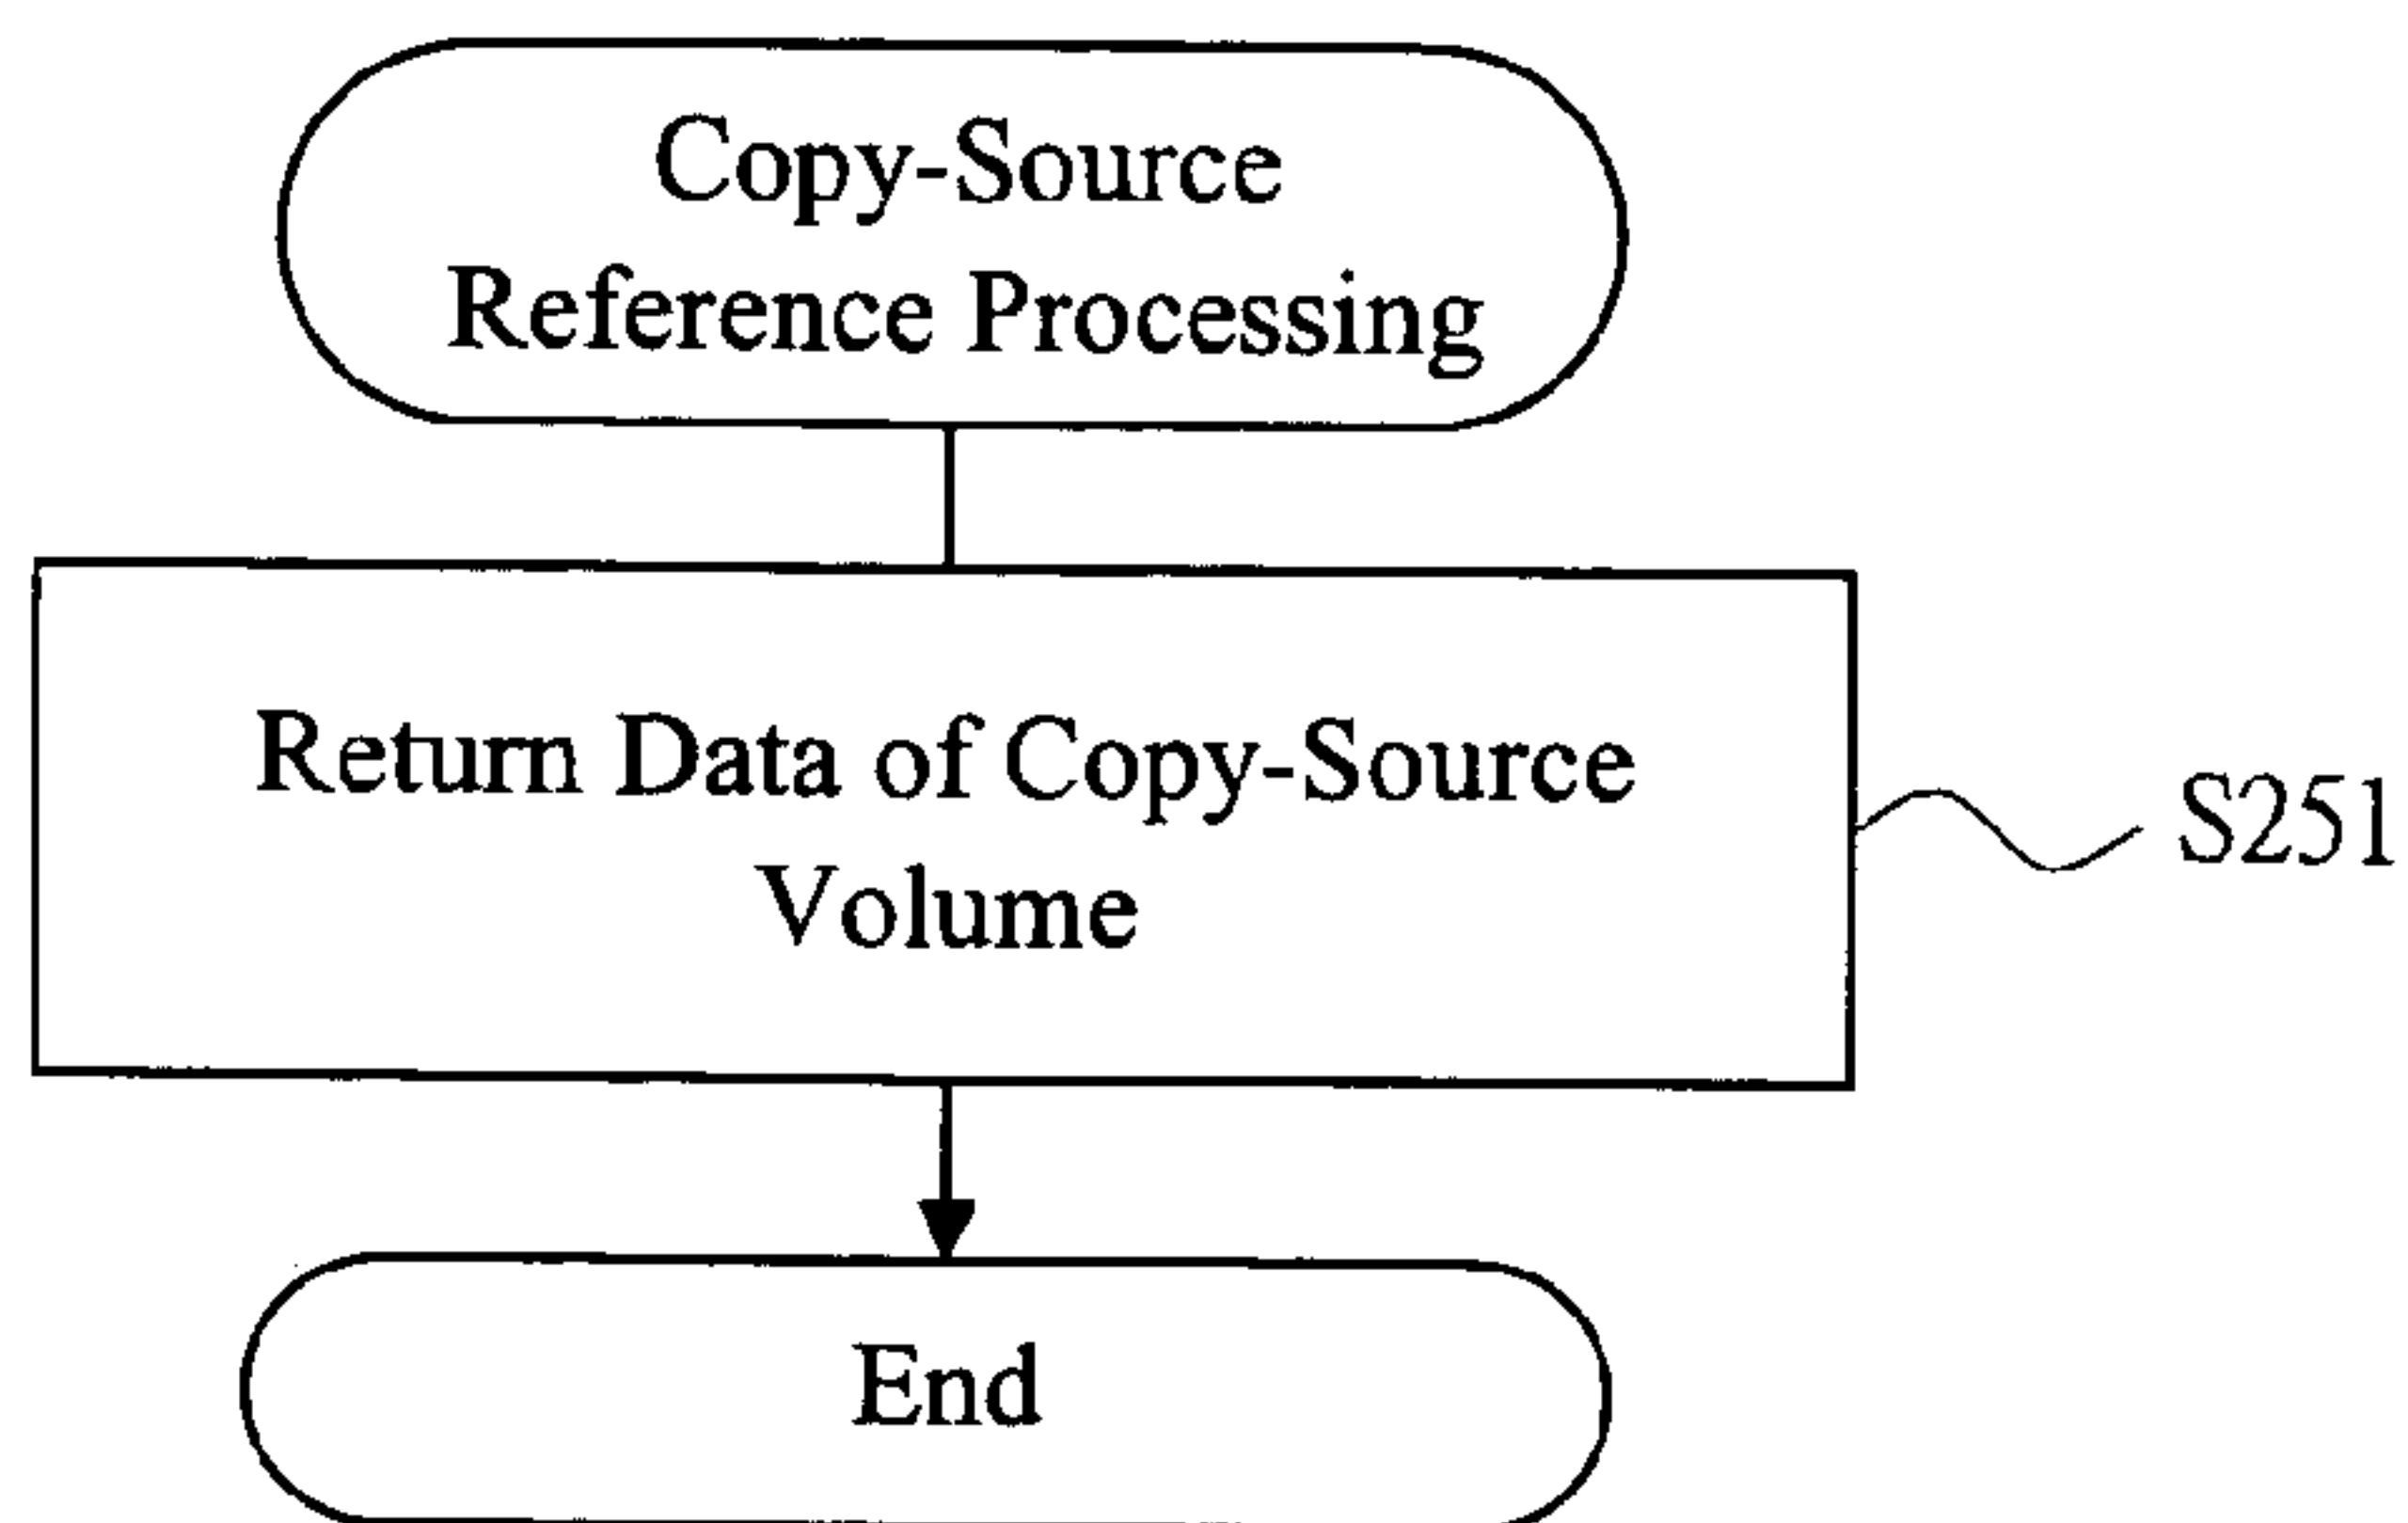 Copy-Source
Reference Processing
Return Data of Copy-Source
Volume
S251
End